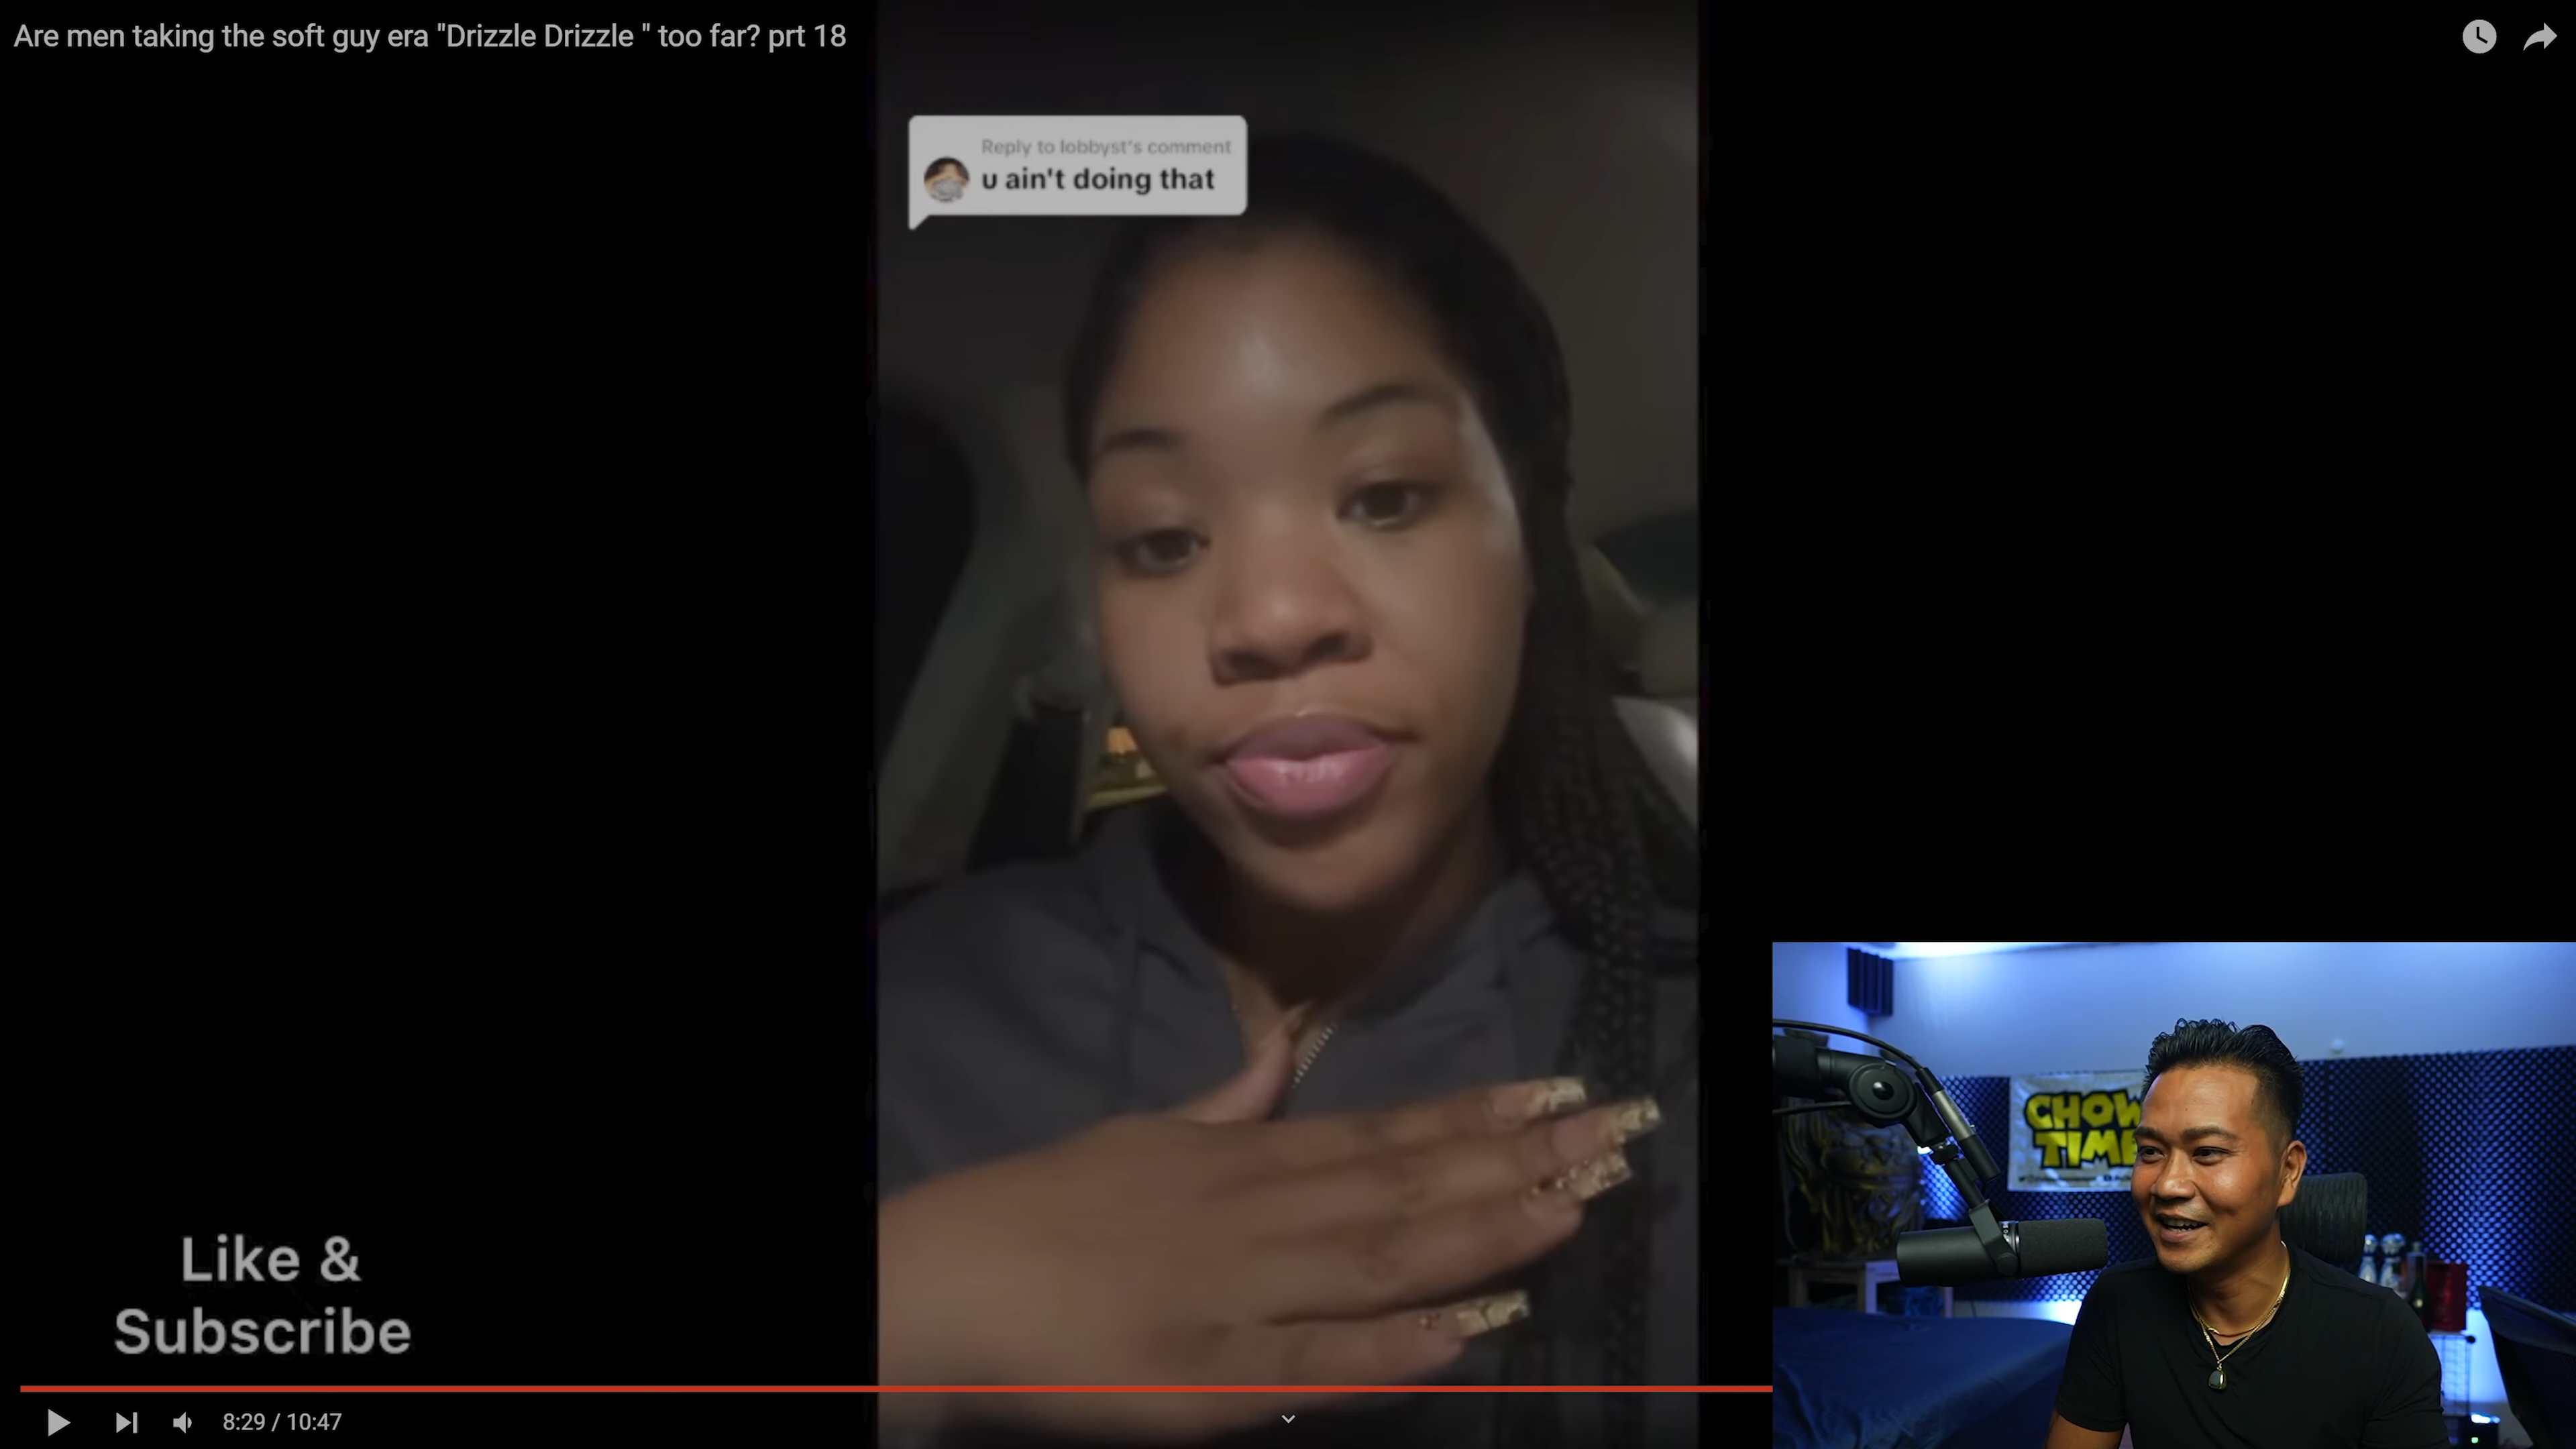 Are men taking the soft guy era "Drizzle Drizzle " too far? prt 18
Reply to lobbyst's comment
u ain't doing that
CHOW
TIME
Like &
Subscribe
8:29 / 10:47